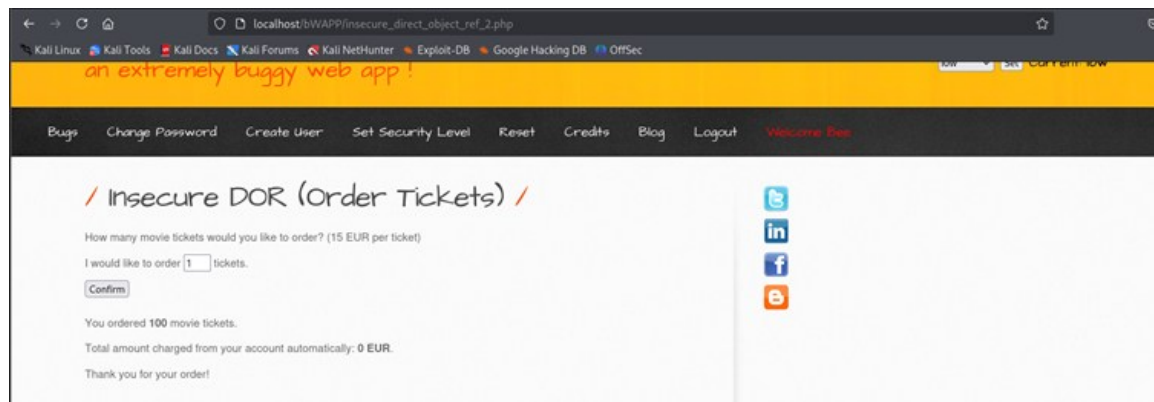 localhost/bWAPP/insecure_direct_object_ref_2.php
Kali Linux Kali Tools Kali Docs Kali Forums Kali NetHunter Exploit-DB Google Hacking DB OffSec
an extremely buggy web app !
low Set Current: low
Bugs Change Password Create User Set Security Level Reset Credits Blog Logout Welcome Bee
/ Insecure DOR (Order Tickets) /
How many movie tickets would you like to order? (15 EUR per ticket)
I would like to order 1 tickets.
Confirm
You ordered 100 movie tickets.
Total amount charged from your account automatically: 0 EUR.
Thank you for your order!